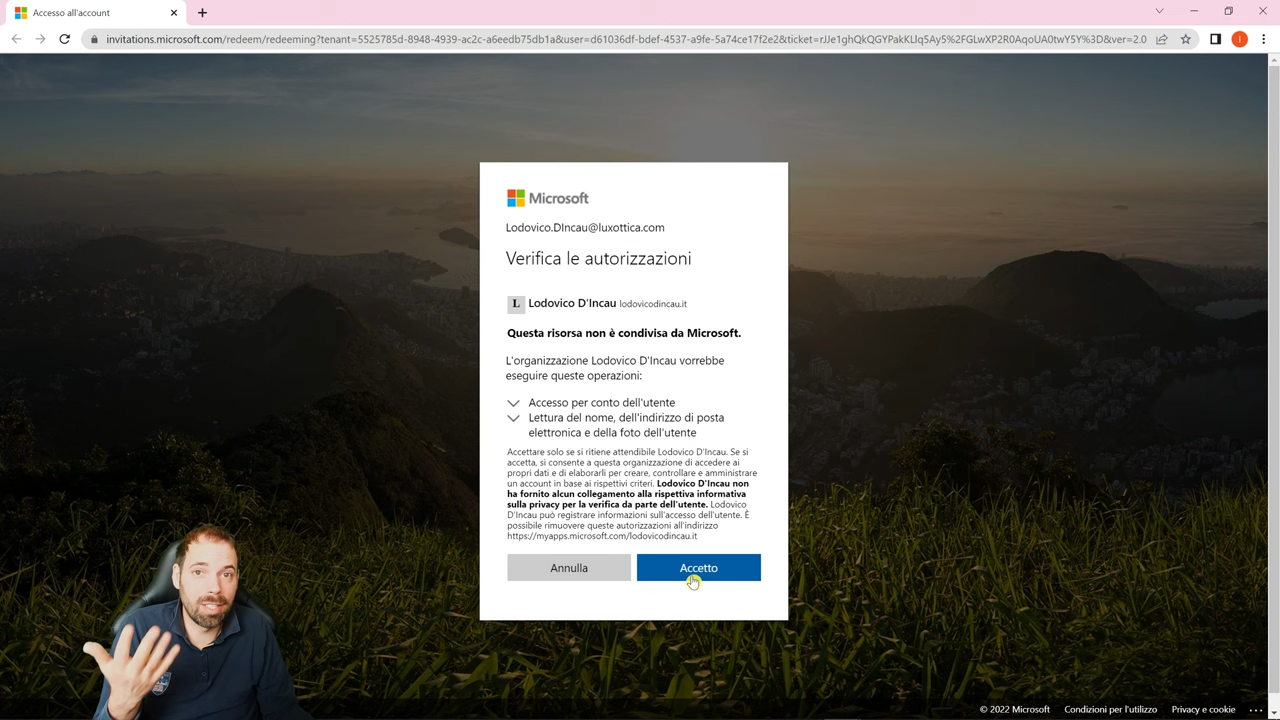 Accesso all'account
invitations.microsoft.com/redeem/redeeming?tenant=5525785d-8948-4939-ac2c-a6eedb75db1a&user=d61036df-bdef-4537-a9fe-5a74ce17f2e2&ticket=rJJe1ghQkQGYPakKLlq5Ay5%2FGLwXP2R0AqoUA0twY5Y%3D&ver=2.0
I
Microsoft
Lodovico.DIncau@luxottica.com
Verifica le autorizzazioni
L Lodovico D'Incau lodovicodincau.it
Questa risorsa non è condivisa da Microsoft.
L'organizzazione Lodovico D'Incau vorrebbe
eseguire queste operazioni:
Accesso per conto dell'utente
Lettura del nome, dell'indirizzo di posta
elettronica e della foto dell'utente
Accettare solo se si ritiene attendibile Lodovico D'Incau. Se si
accetta, si consente a questa organizzazione di accedere ai
propri dati e di elaborarli per creare, controllare e amministrare
un account in base ai rispettivi criteri. Lodovico D'Incau non
ha fornito alcun collegamento alla rispettiva informativa
sulla privacy per la verifica da parte dell'utente. Lodovico
D'Incau può registrare informazioni sull'accesso dell'utente. È
possibile rimuovere queste autorizzazioni all'indirizzo
https://myapps.microsoft.com/lodovicodincau.it
Annulla Accetto
© 2022 Microsoft Condizioni per l'utilizzo Privacy e cookie ...